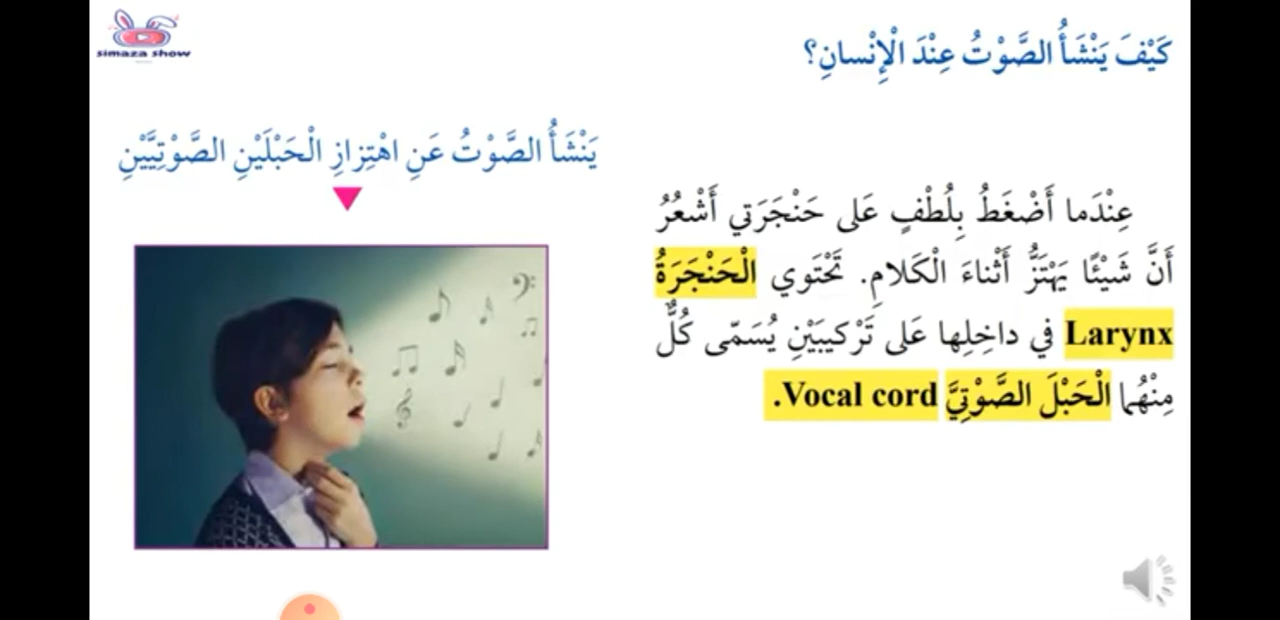 simaza show
كَيْفَ يَنْشَأُ الصَّوْتُ عِنْدَ الْإِنْسانِ؟
عِنْدَما أَضْغَطُ بِلُطْفٍ عَلى حَنْجَرَتي أَشْعُرُ
أَنَّ شَيْئًا يَهْتَزُّ أَثْناءَ الْكَلامِ. تَحْتَوي الْحَنْجَرَةُ
Larynx في داخِلِها عَلى تَرْكيبَيْنِ يُسَمّى كُلٌّ
مِنْهُما الْحَبْلَ الصَّوْتِيَّ Vocal cord.
يَنْشَأُ الصَّوْتُ عَنِ اهْتِزازِ الْحَبْلَيْنِ الصَّوْتِيَّيْنِ